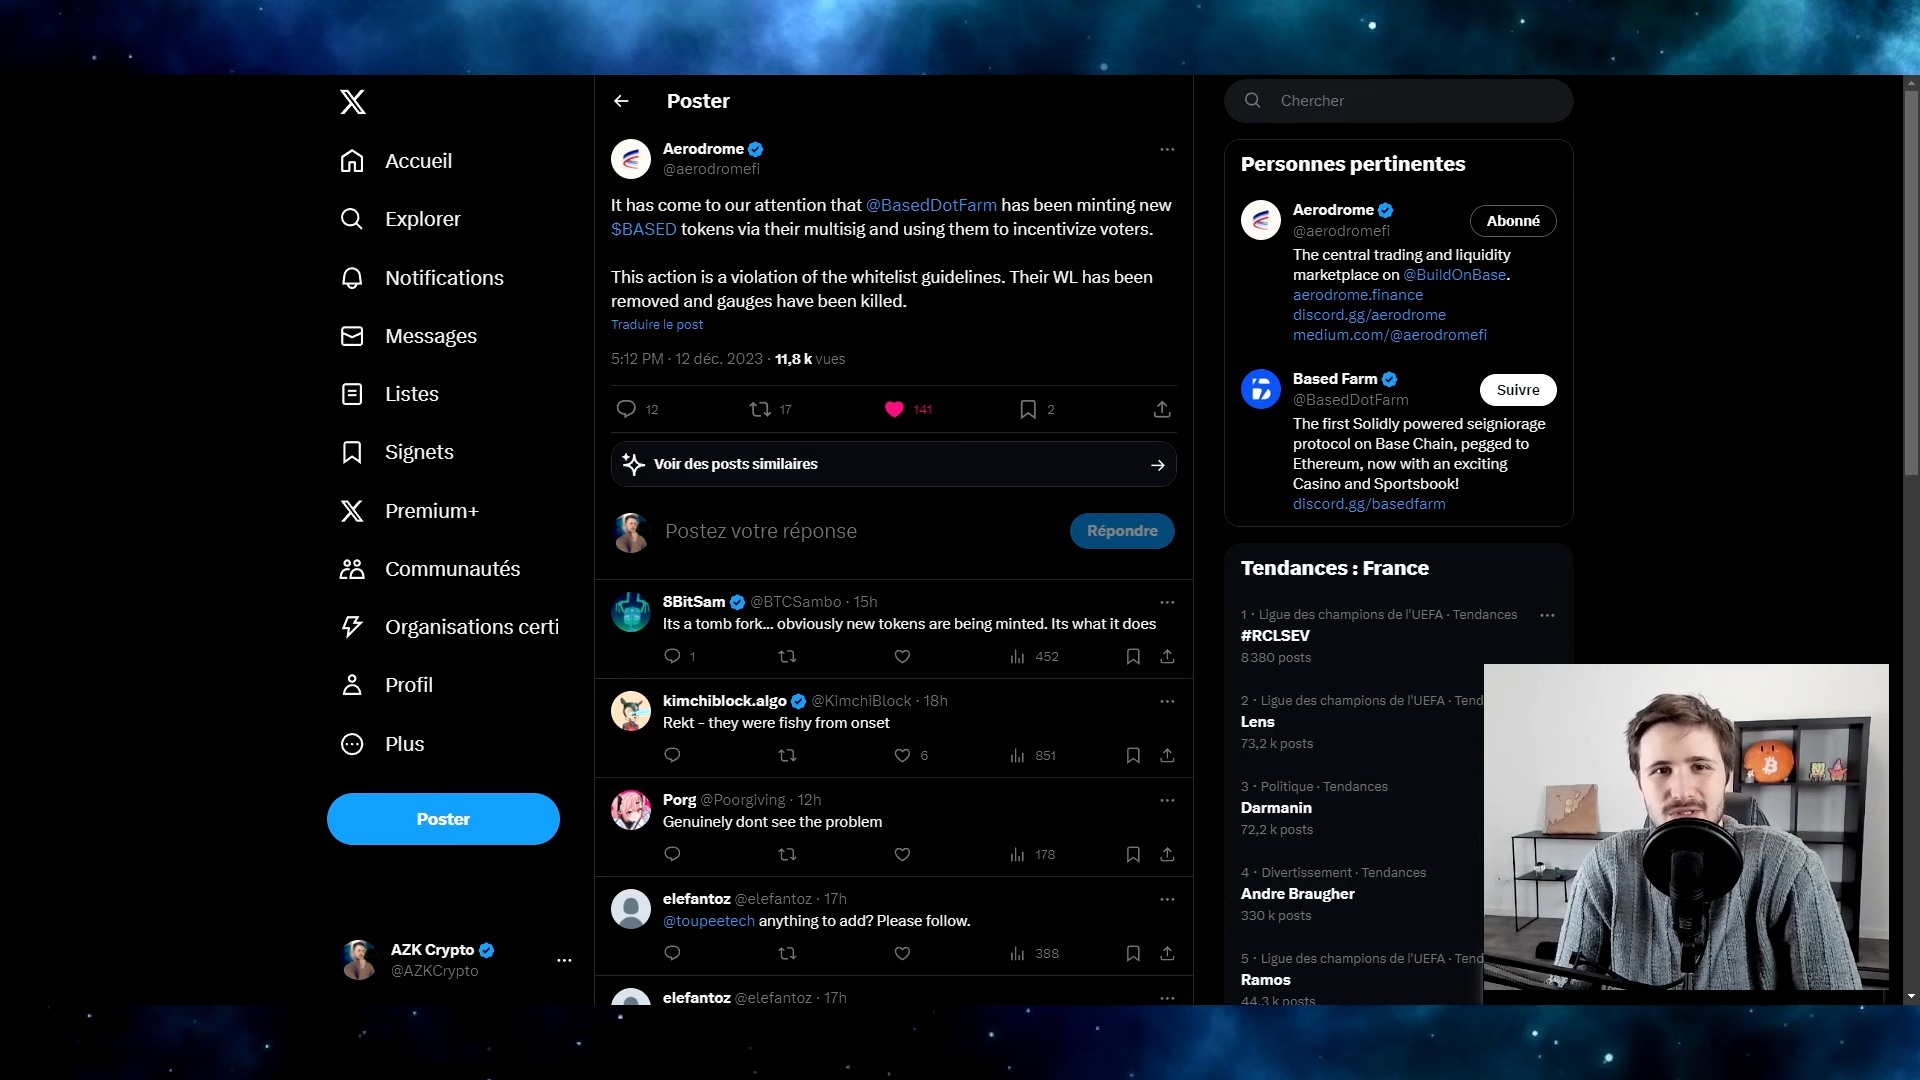 Accueil
Explorer
Notifications
Messages
Listes
Signets
Premium+
Communautés
Organisations certi
Profil
Plus
Poster
AZK Crypto
@AZKCrypto
Poster
Aerodrome
@aerodromefi
It has come to our attention that @BasedDotFarm has been minting new
$BASED tokens via their multisig and using them to incentivize voters.
This action is a violation of the whitelist guidelines. Their WL has been
removed and gauges have been killed.
Traduire le post
5:12 PM · 12 déc. 2023 · 11,8 k vues
12 17 141 2
Voir des posts similaires
Postez votre réponse
Répondre
8BitSam @BTCSambo · 15h
Its a tomb fork... obviously new tokens are being minted. Its what it does
1 452
kimchiblock.algo @KimchiBlock · 18h
Rekt - they were fishy from onset
6 851
Porg @Poorgiving · 12h
Genuinely dont see the problem
178
elefantoz @elefantoz · 17h
@toupeetech anything to add? Please follow.
388
elefantoz @elefantoz · 17h
Chercher
Personnes pertinentes
Aerodrome
@aerodromefi
Abonné
The central trading and liquidity
marketplace on @BuildOnBase.
aerodrome.finance
discord.gg/aerodrome
medium.com/@aerodromefi
Based Farm
@BasedDotFarm
Suivre
The first Solidly powered seigniorage
protocol on Base Chain, pegged to
Ethereum, now with an exciting
Casino and Sportsbook!
discord.gg/basedfarm
Tendances : France
1 · Ligue des champions de l'UEFA · Tendances
#RCLSEV
8 380 posts
2 · Ligue des champions de l'UEFA · Tend
Lens
73,2 k posts
3 · Politique · Tendances
Darmanin
72,2 k posts
4 · Divertissement · Tendances
Andre Braugher
330 k posts
5 · Ligue des champions de l'UEFA · Tend
Ramos
44,3 k posts